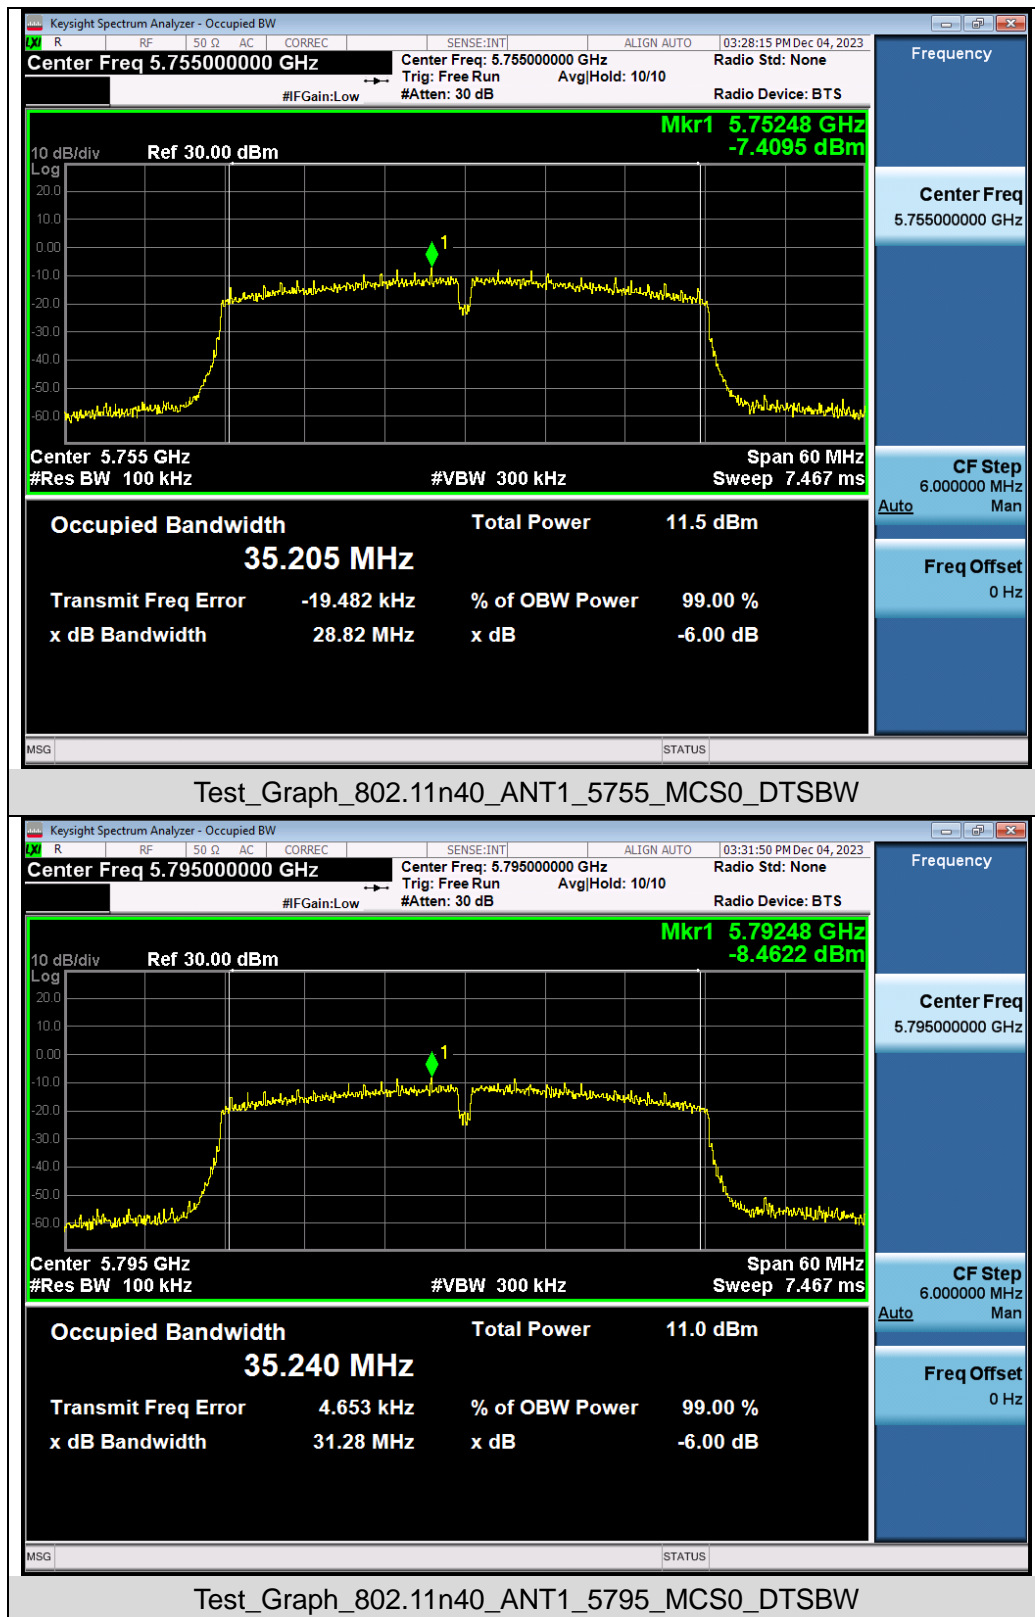 Keysight Spectrum Analyzer - Occupied BW
LXI R RF 50 Ω AC CORREC SENSE:INT ALIGN AUTO 03:28:15 PM Dec 04, 2023
Center Freq 5.755000000 GHz
Center Freq: 5.755000000 GHz
Radio Std: None
Trig: Free Run Avg|Hold: 10/10
#IFGain:Low #Atten: 30 dB Radio Device: BTS
Frequency
Mkr1 5.75248 GHz
-7.4095 dBm
10 dB/div Ref 30.00 dBm
Log
20.0
10.0
0.00
-10.0
-20.0
-30.0
-40.0
-50.0
-60.0
1
Center 5.755 GHz Span 60 MHz
#Res BW 100 kHz #VBW 300 kHz Sweep 7.467 ms
Center Freq
5.755000000 GHz
CF Step
6.000000 MHz
Auto Man
Freq Offset
0 Hz
Occupied Bandwidth Total Power 11.5 dBm
35.205 MHz
Transmit Freq Error -19.482 kHz % of OBW Power 99.00 %
x dB Bandwidth 28.82 MHz x dB -6.00 dB
MSG STATUS
Test_Graph_802.11n40_ANT1_5755_MCS0_DTSBW
Keysight Spectrum Analyzer - Occupied BW
LXI R RF 50 Ω AC CORREC SENSE:INT ALIGN AUTO 03:31:50 PM Dec 04, 2023
Center Freq 5.795000000 GHz
Center Freq: 5.795000000 GHz
Radio Std: None
Trig: Free Run Avg|Hold: 10/10
#IFGain:Low #Atten: 30 dB Radio Device: BTS
Frequency
Mkr1 5.79248 GHz
-8.4622 dBm
10 dB/div Ref 30.00 dBm
Log
20.0
10.0
0.00
-10.0
-20.0
-30.0
-40.0
-50.0
-60.0
1
Center 5.795 GHz Span 60 MHz
#Res BW 100 kHz #VBW 300 kHz Sweep 7.467 ms
Center Freq
5.795000000 GHz
CF Step
6.000000 MHz
Auto Man
Freq Offset
0 Hz
Occupied Bandwidth Total Power 11.0 dBm
35.240 MHz
Transmit Freq Error 4.653 kHz % of OBW Power 99.00 %
x dB Bandwidth 31.28 MHz x dB -6.00 dB
MSG STATUS
Test_Graph_802.11n40_ANT1_5795_MCS0_DTSBW